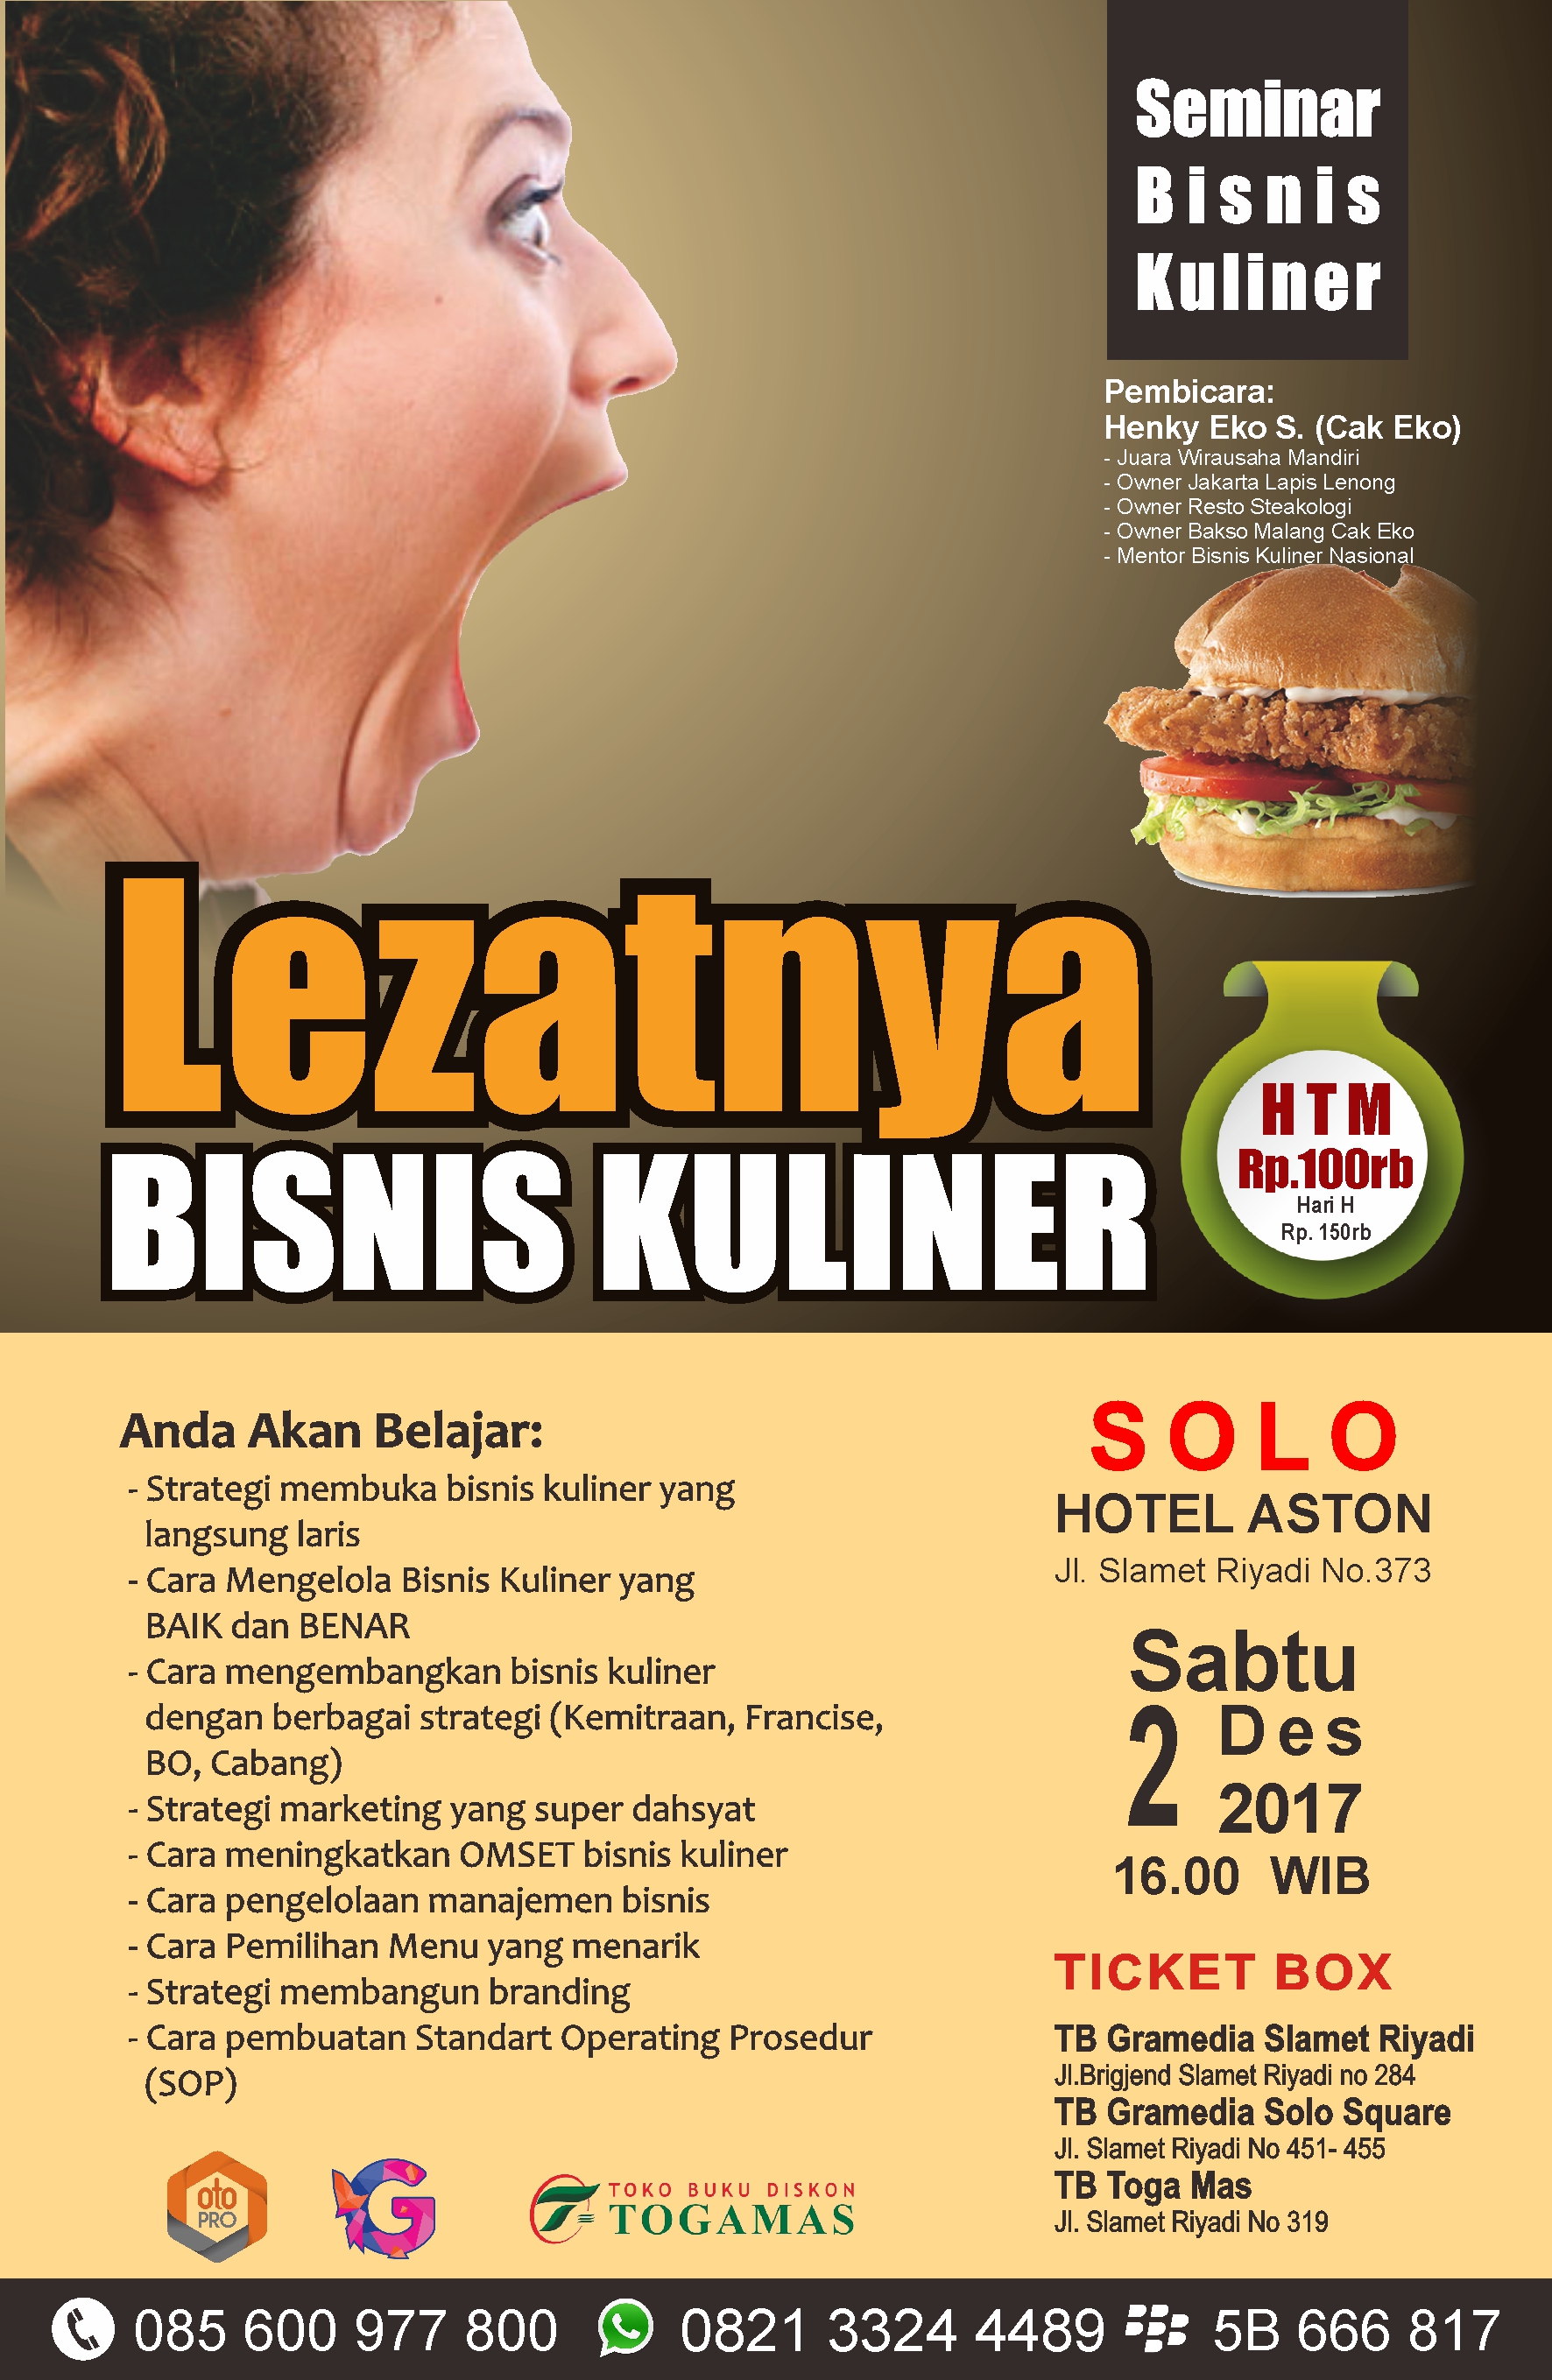 Seminar
Bisnis
Kuliner
Pembicara:
Henky Eko S. (Cak Eko)
- Juara Wirausaha Mandiri
- Owner Jakarta Lapis Lenong
- Owner Resto Steakologi
- Owner Bakso Malang Cak Eko
- Mentor Bisnis Kuliner Nasional
Lezatnya
BISNIS KULINER
HTM
Rp.100rb
Hari H
Rp. 150rb
Anda Akan Belajar:
- Strategi membuka bisnis kuliner yang
langsung laris
- Cara Mengelola Bisnis Kuliner yang
BAIK dan BENAR
- Cara mengembangkan bisnis kuliner
dengan berbagai strategi (Kemitraan, Francise,
BO, Cabang)
- Strategi marketing yang super dahsyat
- Cara meningkatkan OMSET bisnis kuliner
- Cara pengelolaan manajemen bisnis
- Cara Pemilihan Menu yang menarik
- Strategi membangun branding
- Cara pembuatan Standart Operating Prosedur
(SOP)
SOLO
HOTEL ASTON
Jl. Slamet Riyadi No.373
Sabtu
2 Des
2017
16.00 WIB
TICKET BOX
TB Gramedia Slamet Riyadi
Jl.Brigjend Slamet Riyadi no 284
TB Gramedia Solo Square
Jl. Slamet Riyadi No 451- 455
TB Toga Mas
Jl. Slamet Riyadi No 319
oto
PRO
G
TOKO BUKU DISKON
TOGAMAS
085 600 977 800
0821 3324 4489
5B 666 817